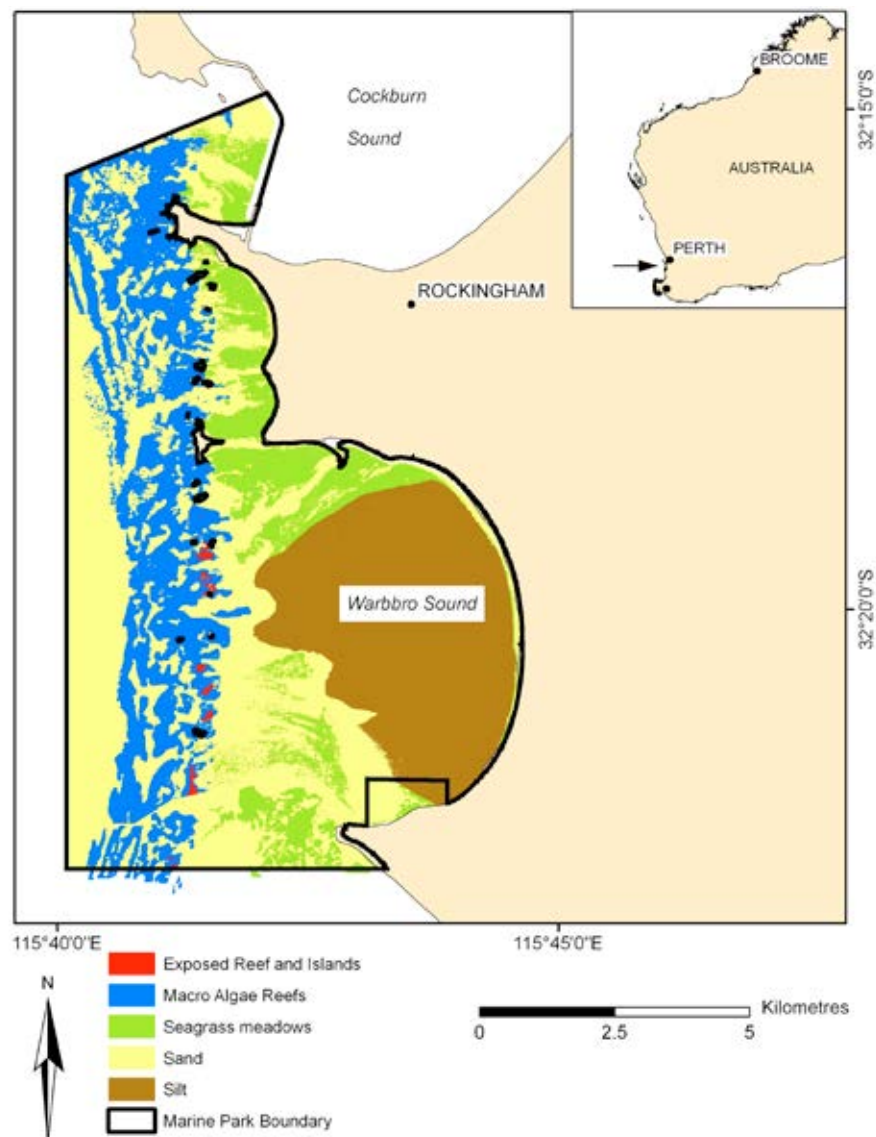 Cockburn
Sound
BROOME
AUSTRALIA
PERTH
32°15'0"S
ROCKINGHAM
Warbbro Sound
32°20'0"S
115°40'0"E
115°45'0"E
N
Exposed Reef and Islands
Macro Algae Reefs
Seagrass meadows
Sand
Silt
Marine Park Boundary
Kilometres
0
2.5
5